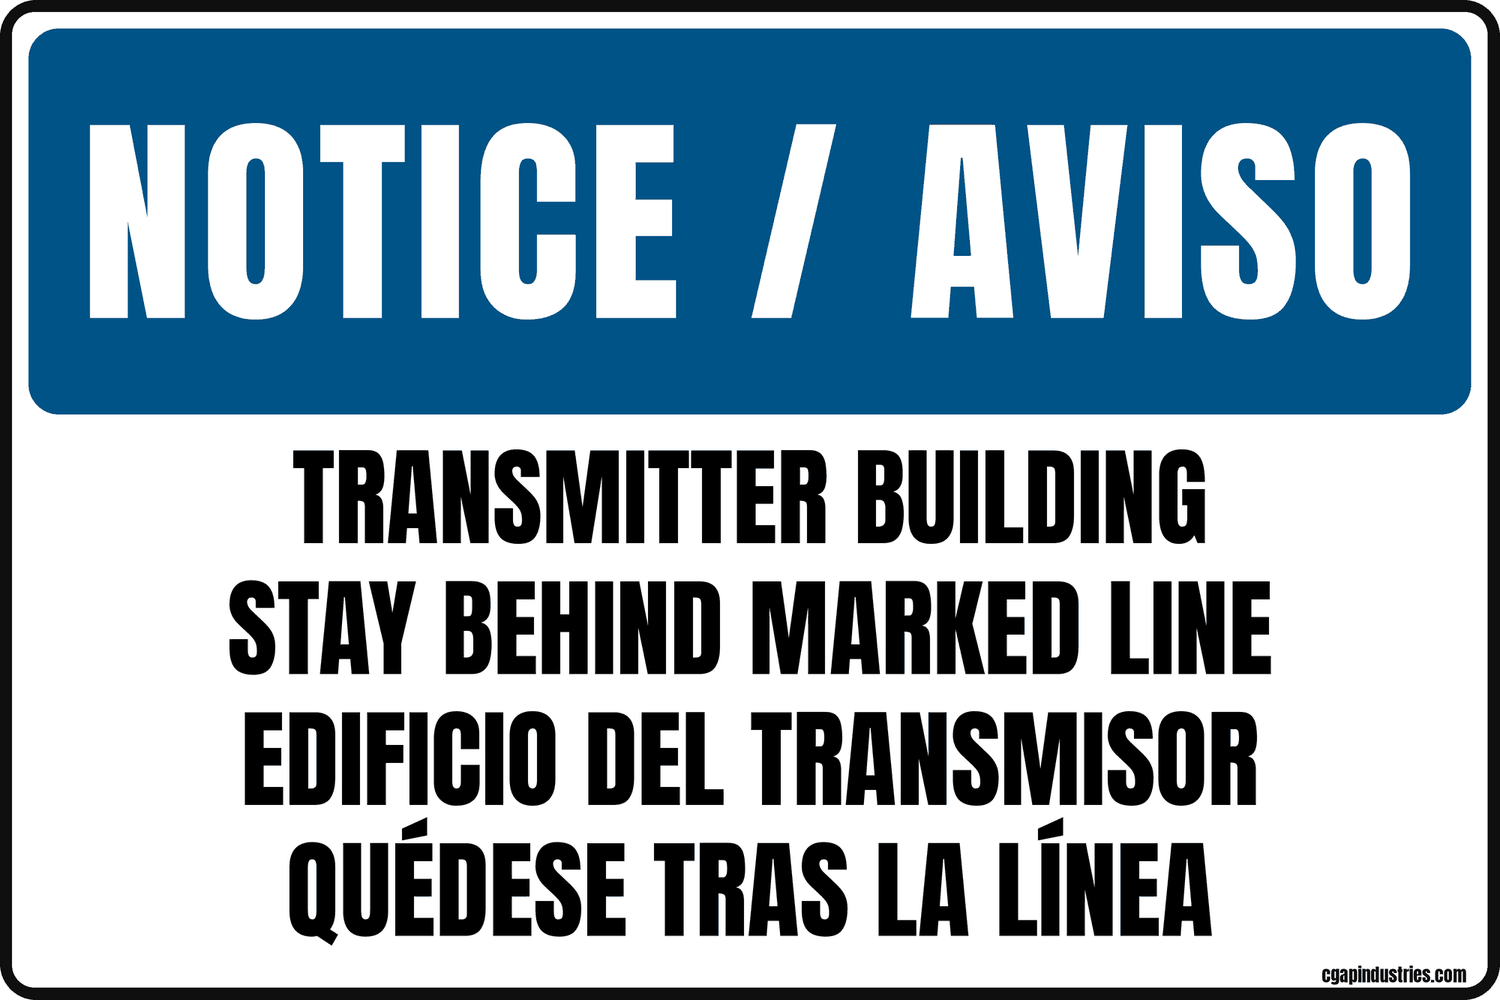 NOTICE / AVISO
TRANSMITTER BUILDING
STAY BEHIND MARKED LINE
EDIFICIO DEL TRANSMISOR
QUÉDESE TRAS LA LÍNEA
cgapindustries.com